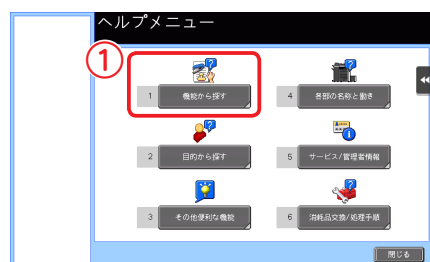 ヘルプメニュー
①
1 機能から探す
4 各部の名称と働き
2 目的から探す
5 サービス/管理者情報
3 その他便利な機能
6 消耗品交換/処理手順
閉じる